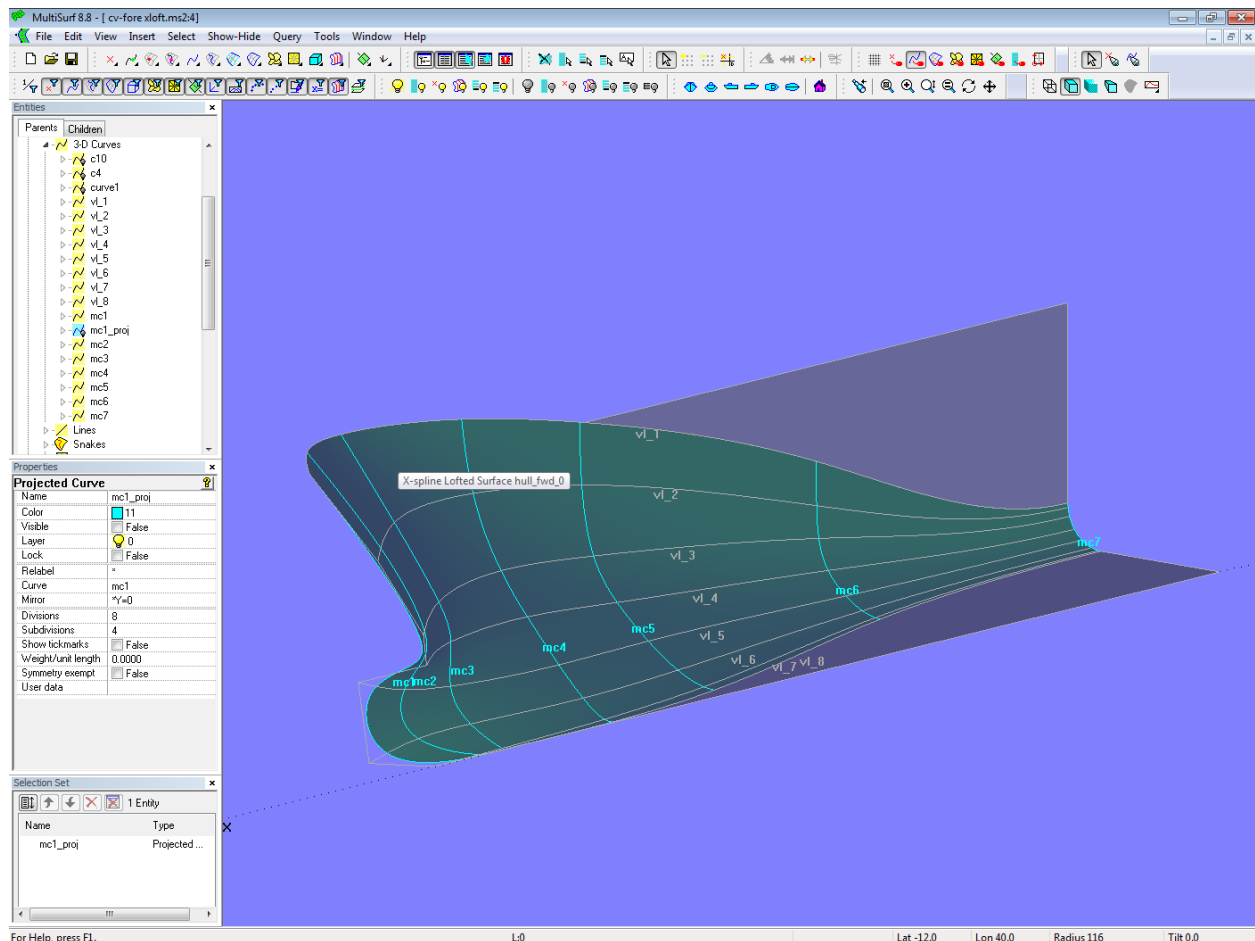 MultiSurf 8.8 - [ cv-fore xloft.ms2:4]
File Edit View Insert Select Show-Hide Query Tools Window Help
Entities
Parents Children
3-D Curves
c10
c4
curve1
vl_1
vl_2
vl_3
vl_4
vl_5
vl_6
vl_7
vl_8
mc1
mc1_proj
mc2
mc3
mc4
mc5
mc6
mc7
Lines
Snakes
Properties
Projected Curve
Name mc1_proj
Color 11
Visible False
Layer 0
Lock False
Relabel *
Curve mc1
Mirror *Y=0
Divisions 8
Subdivisions 4
Show tickmarks False
Weight/unit length 0.0000
Symmetry exempt False
User data
Selection Set
1 Entity
Name Type
mc1_proj Projected ...
vl_1
X-spline Lofted Surface hull_fwd_0
vl_2
mc7
vl_3
mc6
vl_4
mc5
vl_5
mc4
vl_6 vl_7 vl_8
mc3
mc2
X
For Help, press F1. L:0 Lat -12.0 Lon 40.0 Radius 116 Tilt 0.0